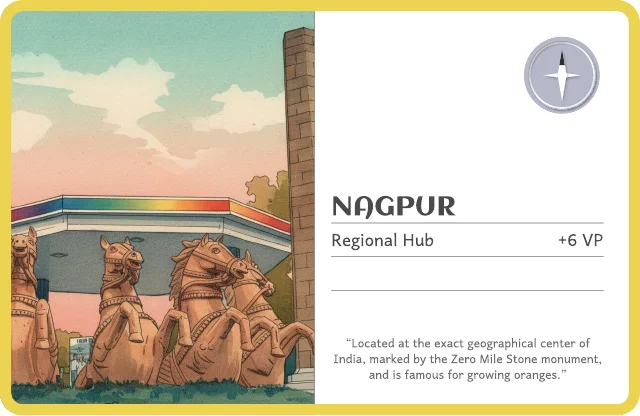 NAGPUR
Regional Hub +6 VP
“Located at the exact geographical center of
India, marked by the Zero Mile Stone monument,
and is famous for growing oranges.”